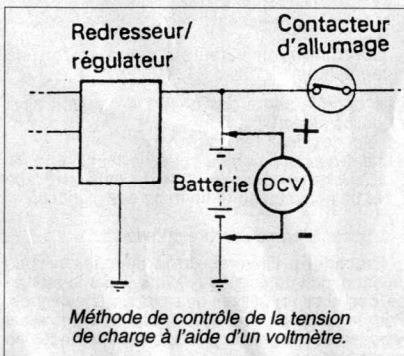 Redresseur/
régulateur
Contacteur
d'allumage
+
Batterie
DCV
-
Méthode de contrôle de la tension
de charge à l'aide d'un voltmètre.